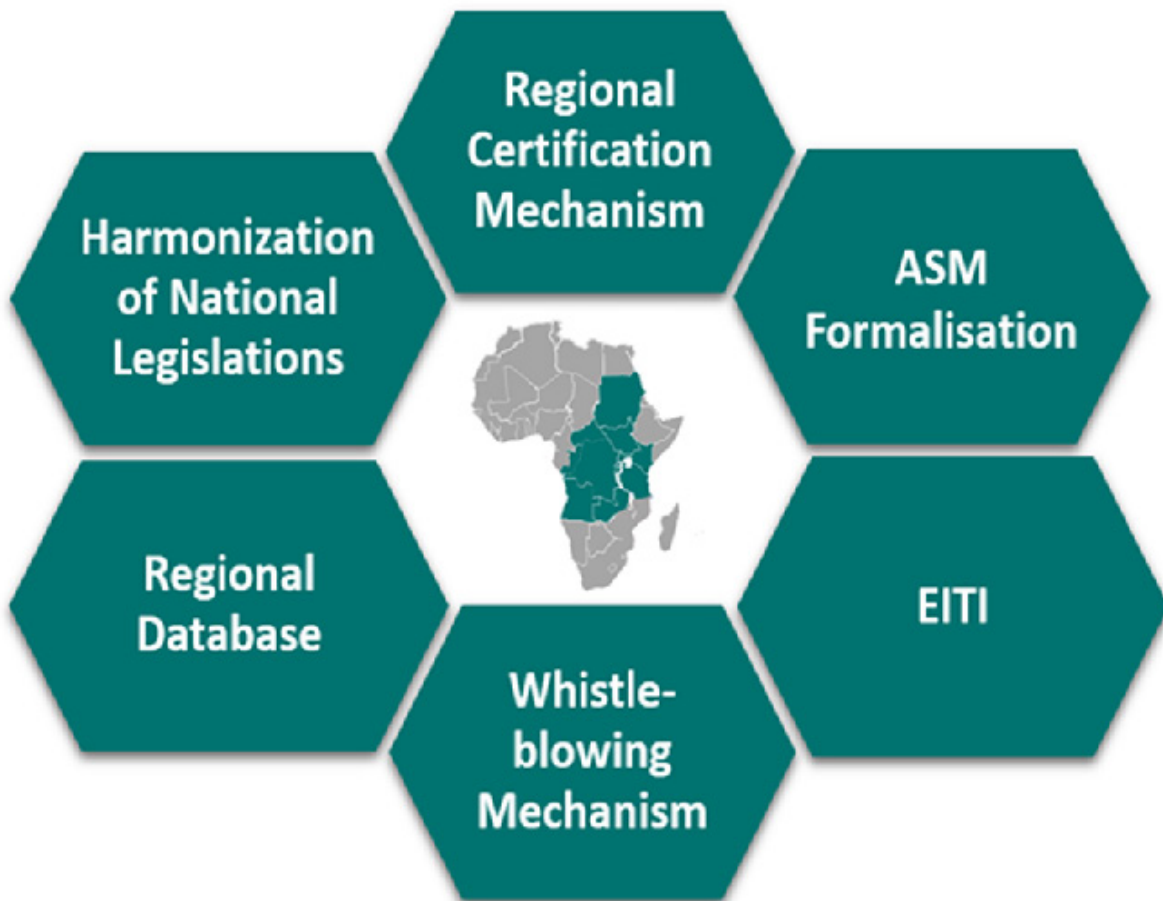 Regional
Certification
Mechanism
Harmonization
of National
Legislations
ASM
Formalisation
Regional
Database
EITI
Whistle-
blowing
Mechanism